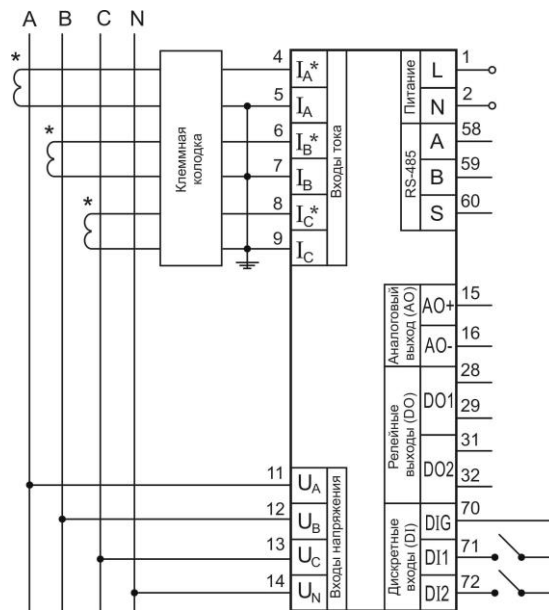 A B C N
*
*
*
Клеммная
колодка
4 I_A*
5 I_A
6 I_B*
7 I_B
8 I_C*
9 I_C
Входы тока
11 U_A
12 U_B
13 U_C
14 U_N
Входы напряжения
Питание
L 1
N 2
RS-485
A 58
B 59
S 60
Аналоговый
выход (AO)
AO+ 15
AO- 16
Релейные
выходы (DO)
DO1 28
29
DO2 31
32
Дискретные
входы (DI)
DIG 70
DI1 71
DI2 72